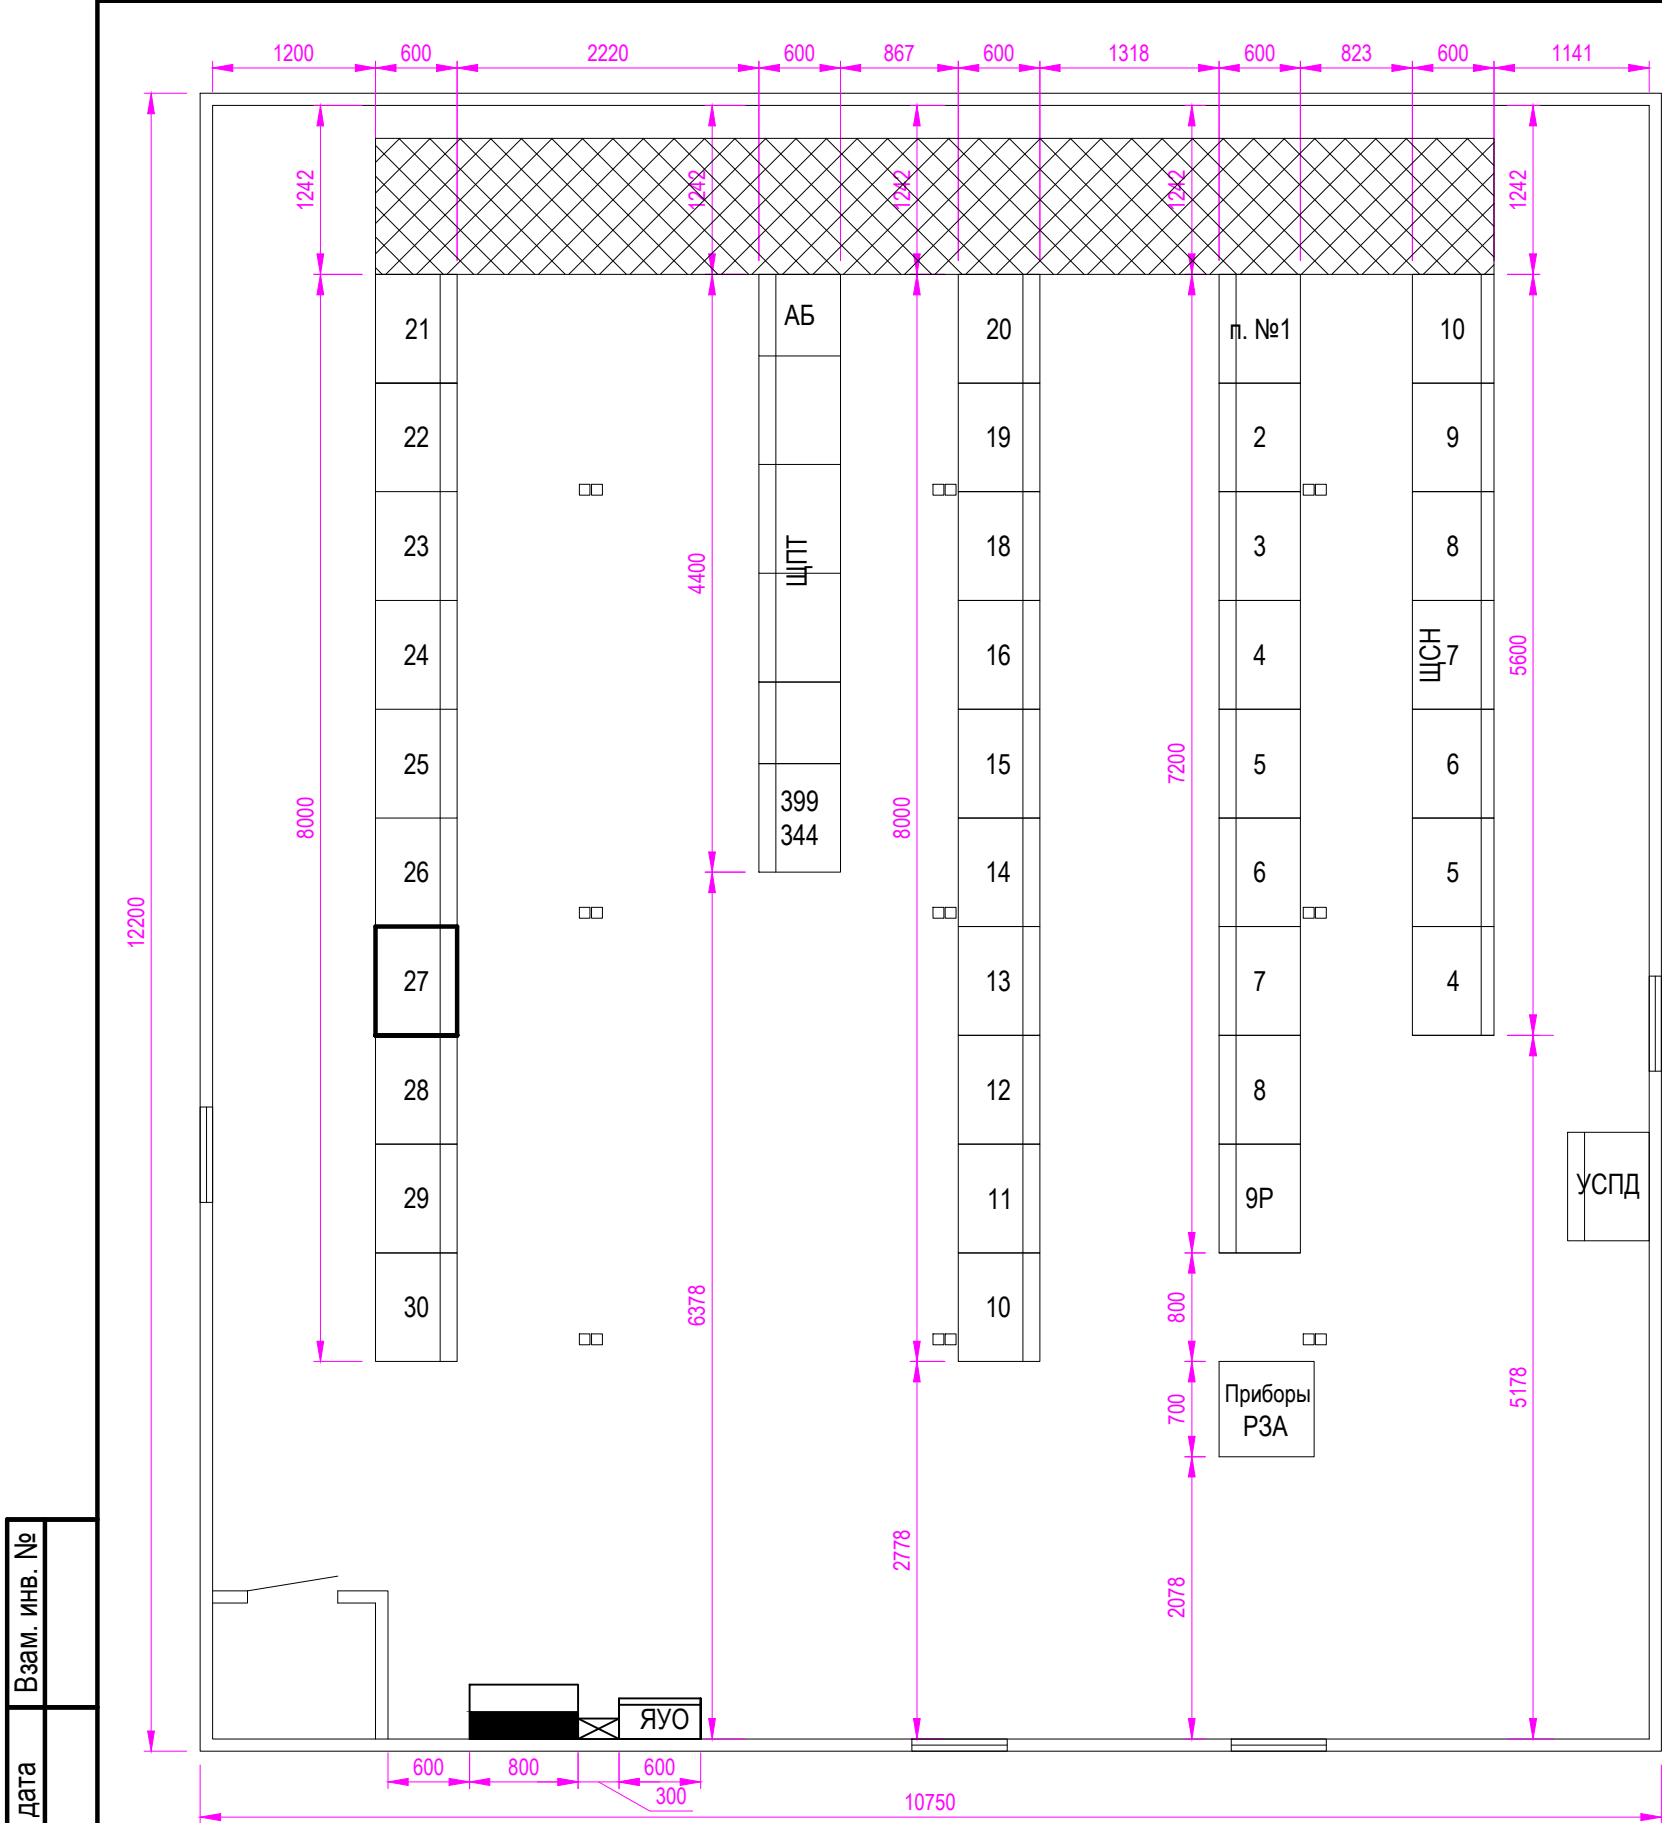 1200 600 2220 600 867 600 1318 600 823 600 1141
1242 1242 1242 1242 1242
21 АБ 20 п. №1 10
22 19 2 9
23 ЩПТ 18 3 8
4400
24 16 4 ЩСН 7
5600
25 15 5 6
7200
399
344
8000 8000
26 14 6 5
12200
27 13 7 4
28 12 8
29 11 9Р УСПД
30 10
6378 800
5178
Приборы
РЗА
700
2778
2078
Взам. инв. №
ЯУО
дата
600 800 600
300
10750